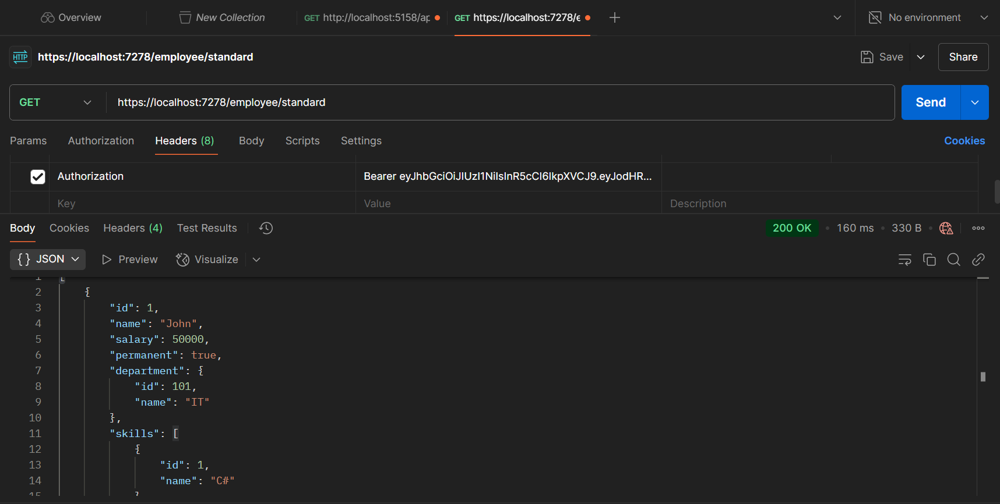 Overview
New Collection
GET http://localhost:5158/ap
GET https://localhost:7278/e
No environment
HTTP
https://localhost:7278/employee/standard
Save
Share
GET
https://localhost:7278/employee/standard
Send
Params
Authorization
Headers (8)
Body
Scripts
Settings
Cookies
Authorization
Bearer eyJhbGciOiJIUzI1NiIsInR5cCI6IkpXVCJ9.eyJodHR...
Key
Value
Description
Body
Cookies
Headers (4)
Test Results
200 OK
160 ms
330 B
{} JSON
Preview
Visualize
1 [
2 {
3 "id": 1,
4 "name": "John",
5 "salary": 50000,
6 "permanent": true,
7 "department": {
8 "id": 101,
9 "name": "IT"
10 },
11 "skills": [
12 {
13 "id": 1,
14 "name": "C#"
15 }